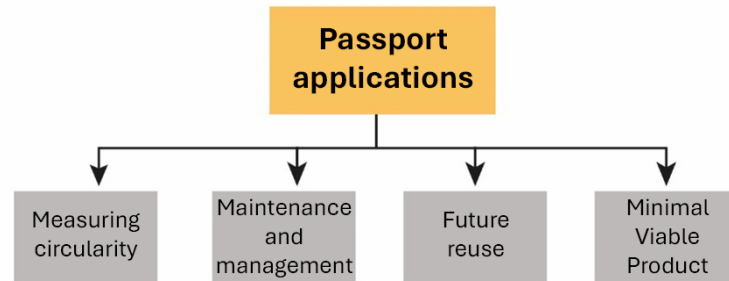 Passport
applications
Measuring
circularity
Maintenance
and
management
Future
reuse
Minimal
Viable
Product